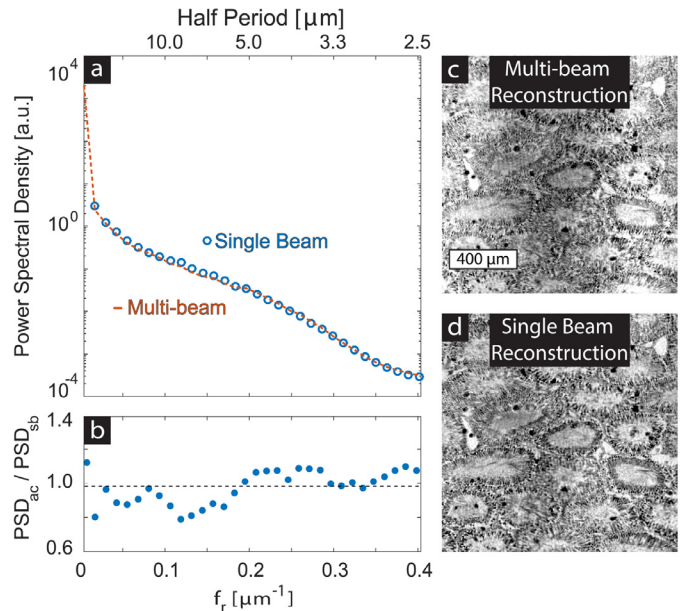 Half Period [μm]
10.0 5.0 3.3 2.5
a
10⁴
10⁰
10⁻⁴
Power Spectral Density [a.u.]
Single Beam
Multi-beam
b
1.4
1.0
0.6
PSD_ac / PSD_sb
0 0.1 0.2 0.3 0.4
f_r [μm⁻¹]
c
Multi-beam
Reconstruction
400 μm
d
Single Beam
Reconstruction